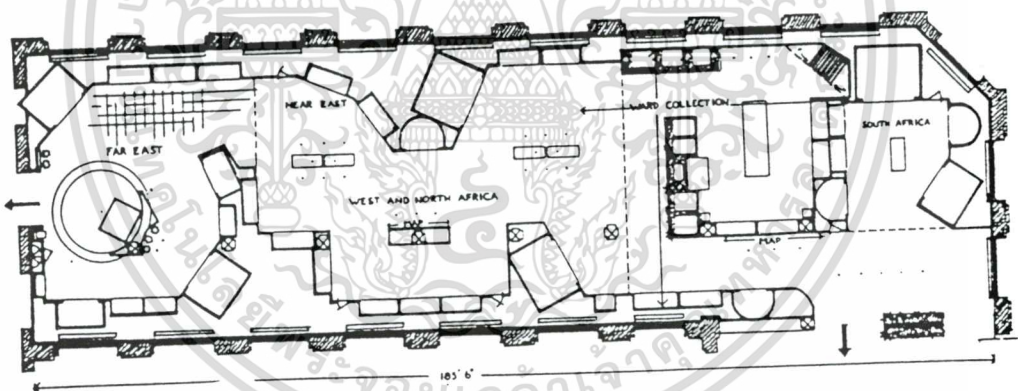 NEAR EAST
WARD COLLECTION
SOUTH AFRICA
FAR EAST
WEST AND NORTH AFRICA
MAP
MAP
185' 6"